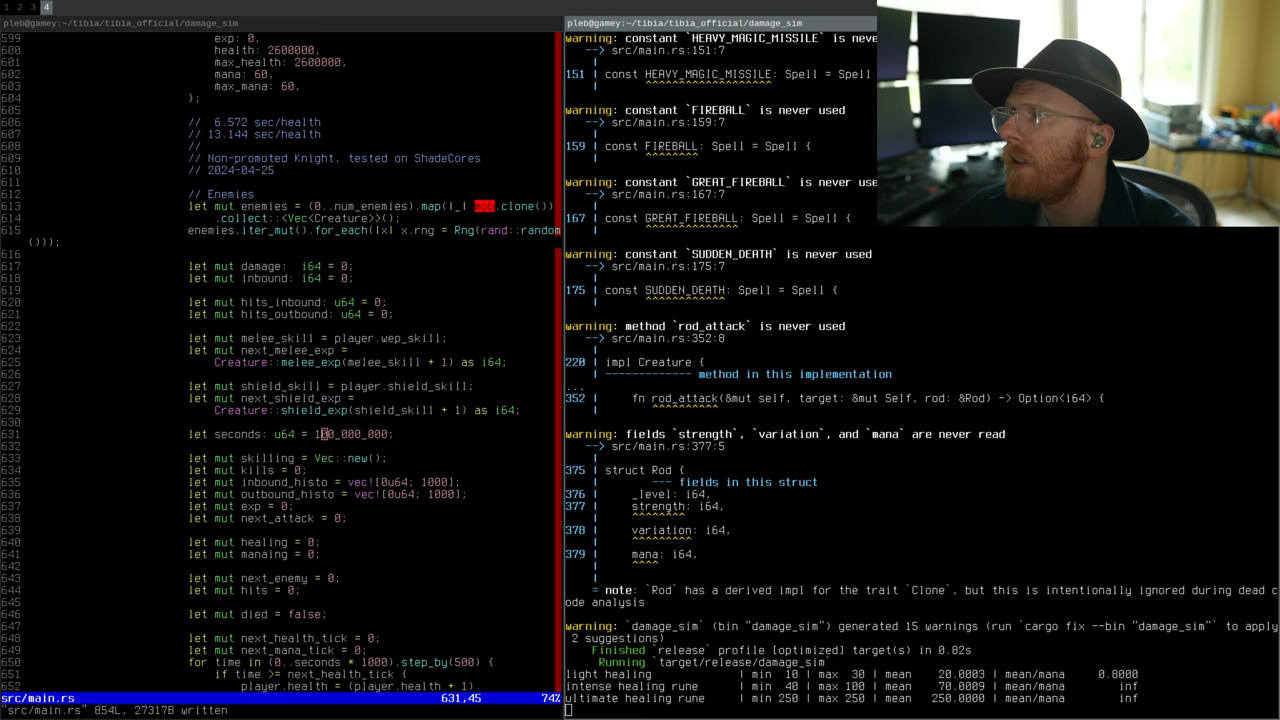 1 2 3 4
pleb@gamey:~/tibia/tibia_official/damage_sim
599 exp: 0,
600 health: 2600000,
601 max_health: 2600000,
602 mana: 60,
603 max_mana: 60,
604 };
605
606 //  6.572 sec/health
607 // 13.144 sec/health
608 //
609 // Non-promoted Knight, tested on ShadeCores
610 // 2024-04-25
611
612 // Enemies
613 let mut enemies = (0..num_enemies).map(|_| mob.clone())
614 .collect::<Vec<Creature>>();
615 enemies.iter_mut().for_each(|x| x.rng = Rng(rand::random
()));
616
617 let mut damage:  i64 = 0;
618 let mut inbound: i64 = 0;
619
620 let mut hits_inbound: u64 = 0;
621 let mut hits_outbound: u64 = 0;
622
623 let mut melee_skill = player.wep_skill;
624 let mut next_melee_exp =
625 Creature::melee_exp(melee_skill + 1) as i64;
626
627 let mut shield_skill = player.shield_skill;
628 let mut next_shield_exp =
629 Creature::shield_exp(shield_skill + 1) as i64;
630
631 let seconds: u64 = 100_000_000;
632
633 let mut skilling = Vec::new();
634 let mut kills = 0;
635 let mut inbound_histo = vec![0u64; 1000];
636 let mut outbound_histo = vec![0u64; 1000];
637 let mut exp = 0;
638 let mut next_attack = 0;
639
640 let mut healing = 0;
641 let mut manaing = 0;
642
643 let mut next_enemy = 0;
644 let mut hits = 0;
645
646 let mut died = false;
647
648 let mut next_health_tick = 0;
649 let mut next_mana_tick = 0;
650 for time in (0..seconds * 1000).step_by(500) {
651 if time >= next_health_tick {
652 player.health = (player.health + 1)
src/main.rs 631,45 74%
"src/main.rs" 854L, 27317B written
pleb@gamey:~/tibia/tibia_official/damage_sim
warning: constant `HEAVY_MAGIC_MISSILE` is neve
--> src/main.rs:151:7
|
151 | const HEAVY_MAGIC_MISSILE: Spell = Spell
| ^^^^^^^^^^^^^^^^^^^
warning: constant `FIREBALL` is never used
--> src/main.rs:159:7
|
159 | const FIREBALL: Spell = Spell {
| ^^^^^^^^
warning: constant `GREAT_FIREBALL` is never use
--> src/main.rs:167:7
|
167 | const GREAT_FIREBALL: Spell = Spell {
| ^^^^^^^^^^^^^^
warning: constant `SUDDEN_DEATH` is never used
--> src/main.rs:175:7
|
175 | const SUDDEN_DEATH: Spell = Spell {
| ^^^^^^^^^^^^
warning: method `rod_attack` is never used
--> src/main.rs:352:8
|
220 | impl Creature {
| ------------- method in this implementation
...
352 | fn rod_attack(&mut self, target: &mut Self, rod: &Rod) -> Option<i64> {
| ^^^^^^^^^^
warning: fields `strength`, `variation`, and `mana` are never read
--> src/main.rs:377:5
|
375 | struct Rod {
| --- fields in this struct
376 | _level: i64,
377 | strength: i64,
| ^^^^^^^^
378 | variation: i64,
| ^^^^^^^^^
379 | mana: i64,
| ^^^^
|
= note: `Rod` has a derived impl for the trait `Clone`, but this is intentionally ignored during dead c
ode analysis
warning: `damage_sim` (bin "damage_sim") generated 15 warnings (run `cargo fix --bin "damage_sim"` to apply
2 suggestions)
Finished `release` profile [optimized] target(s) in 0.82s
Running `target/release/damage_sim`
light healing | min  10 | max  30 | mean   20.0003 | mean/mana    0.8000
intense healing rune | min  40 | max 100 | mean   70.0009 | mean/mana       inf
ultimate healing rune | min 250 | max 250 | mean  250.0000 | mean/mana       inf